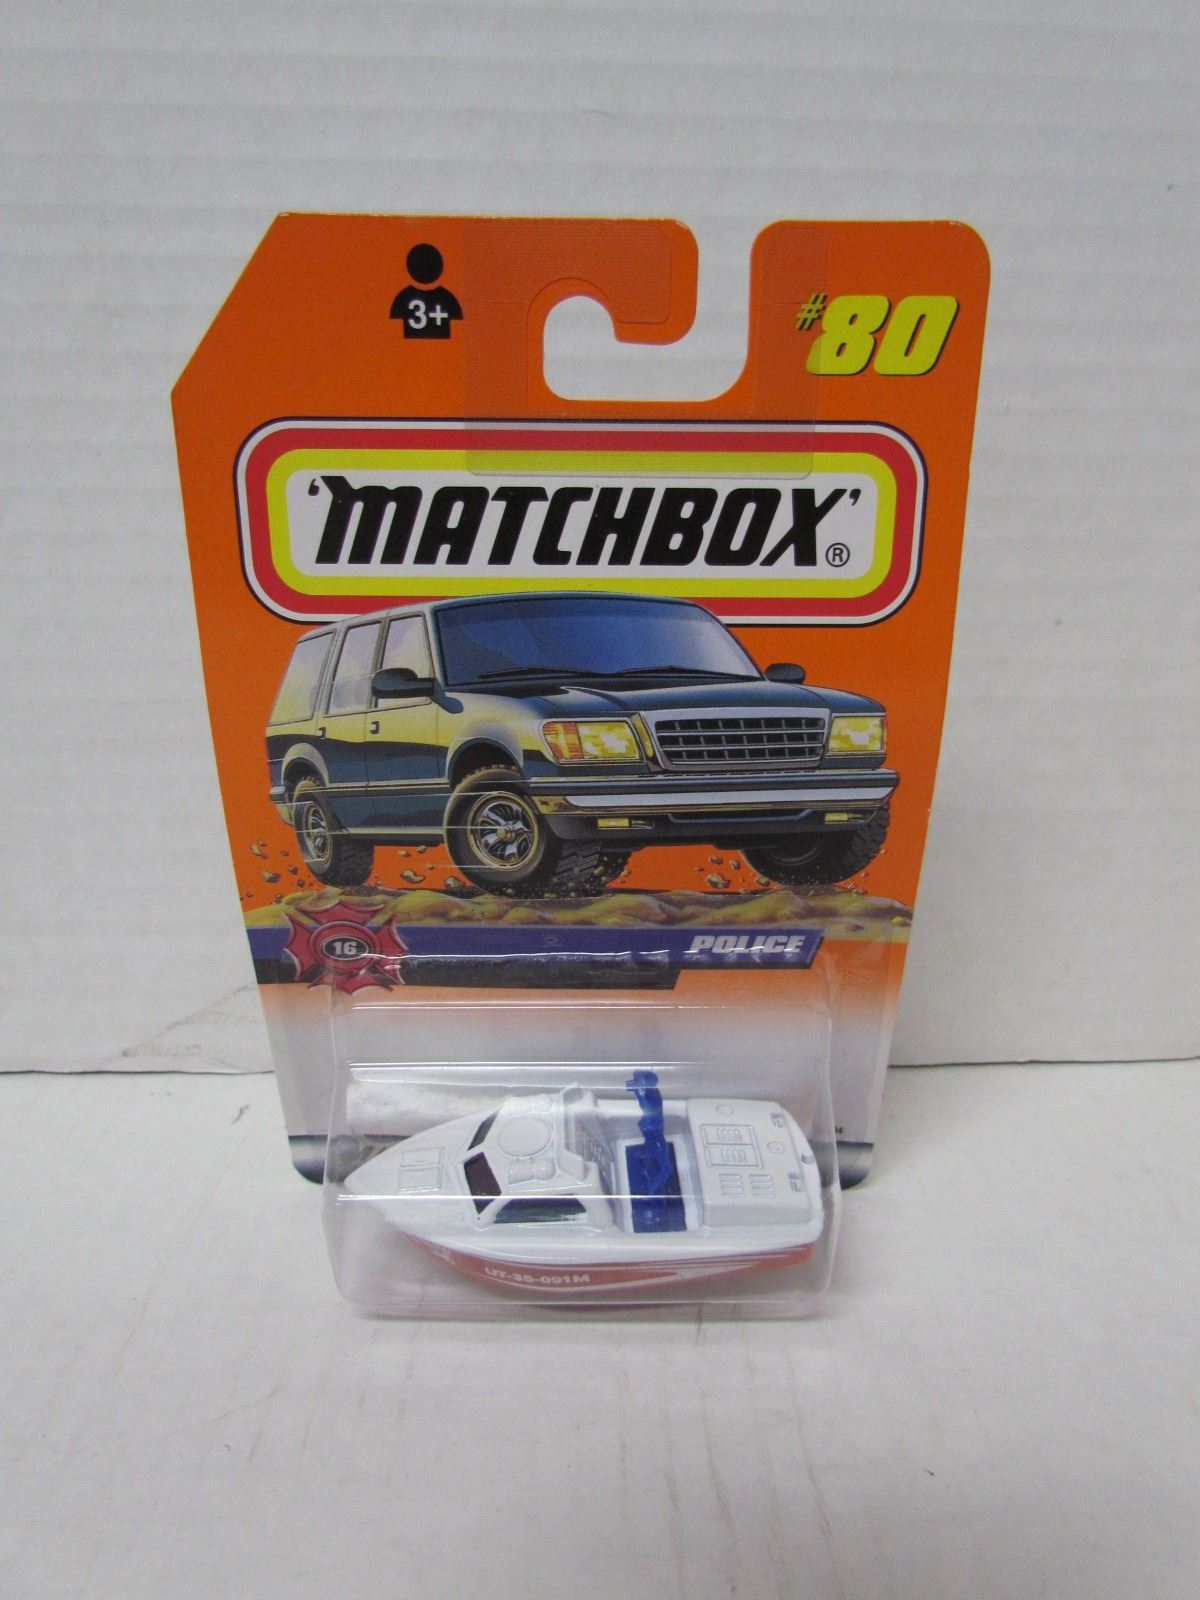 3+
#80
'MATCHBOX'®
16
POLICE
UT-35-091M